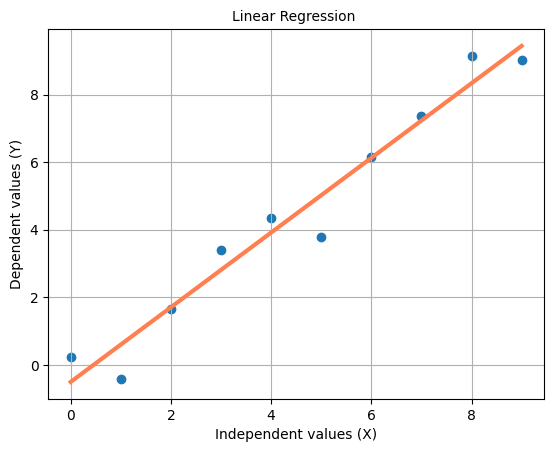 Linear Regression
Dependent values (Y)
8
6
4
2
0
0 2 4 6 8
Independent values (X)